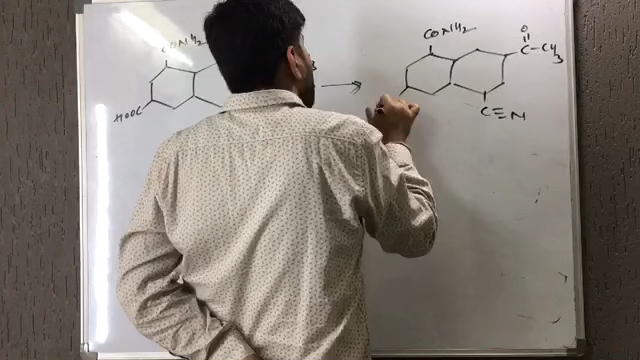 CONH₂
HOOC
CONH₂
O
C-CH₃
C≡N